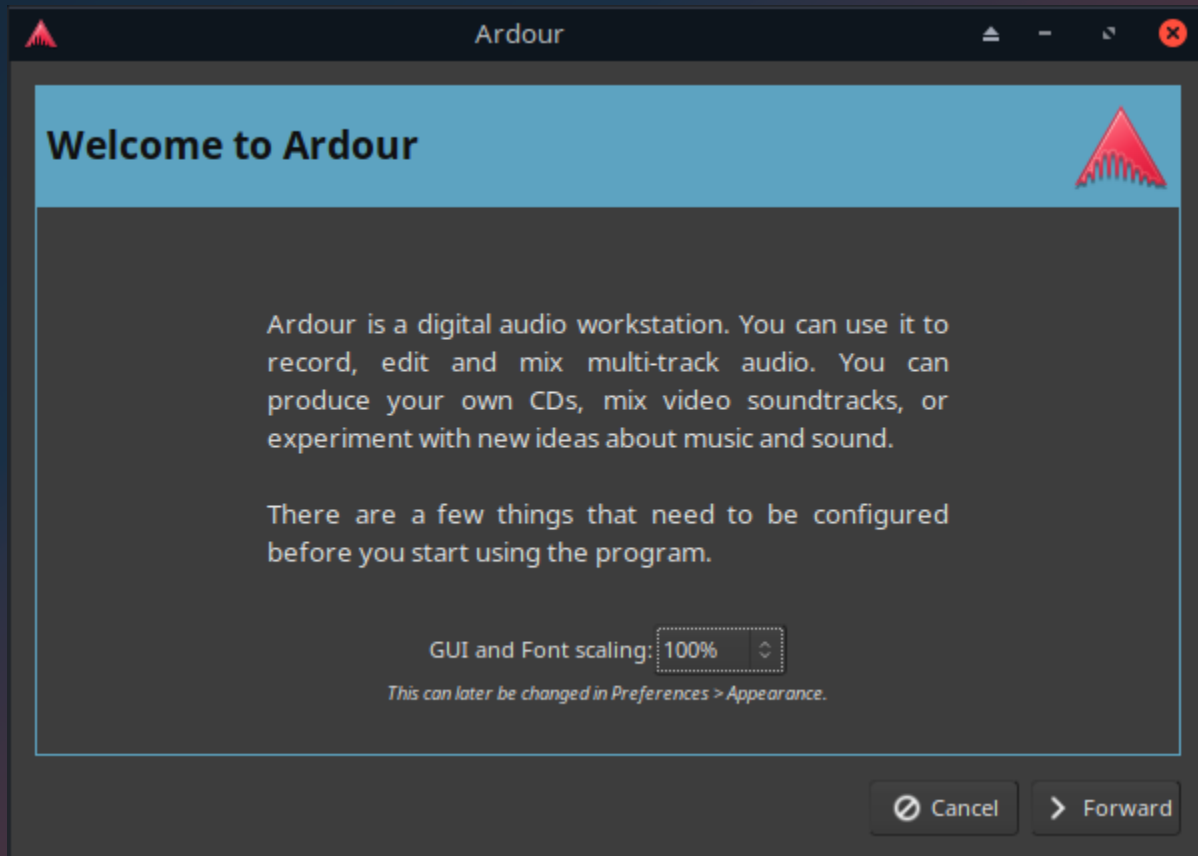 Ardour
Welcome to Ardour
Ardour is a digital audio workstation. You can use it to
record, edit and mix multi-track audio. You can
produce your own CDs, mix video soundtracks, or
experiment with new ideas about music and sound.
There are a few things that need to be configured
before you start using the program.
GUI and Font scaling: 100%
This can later be changed in Preferences > Appearance.
Cancel Forward